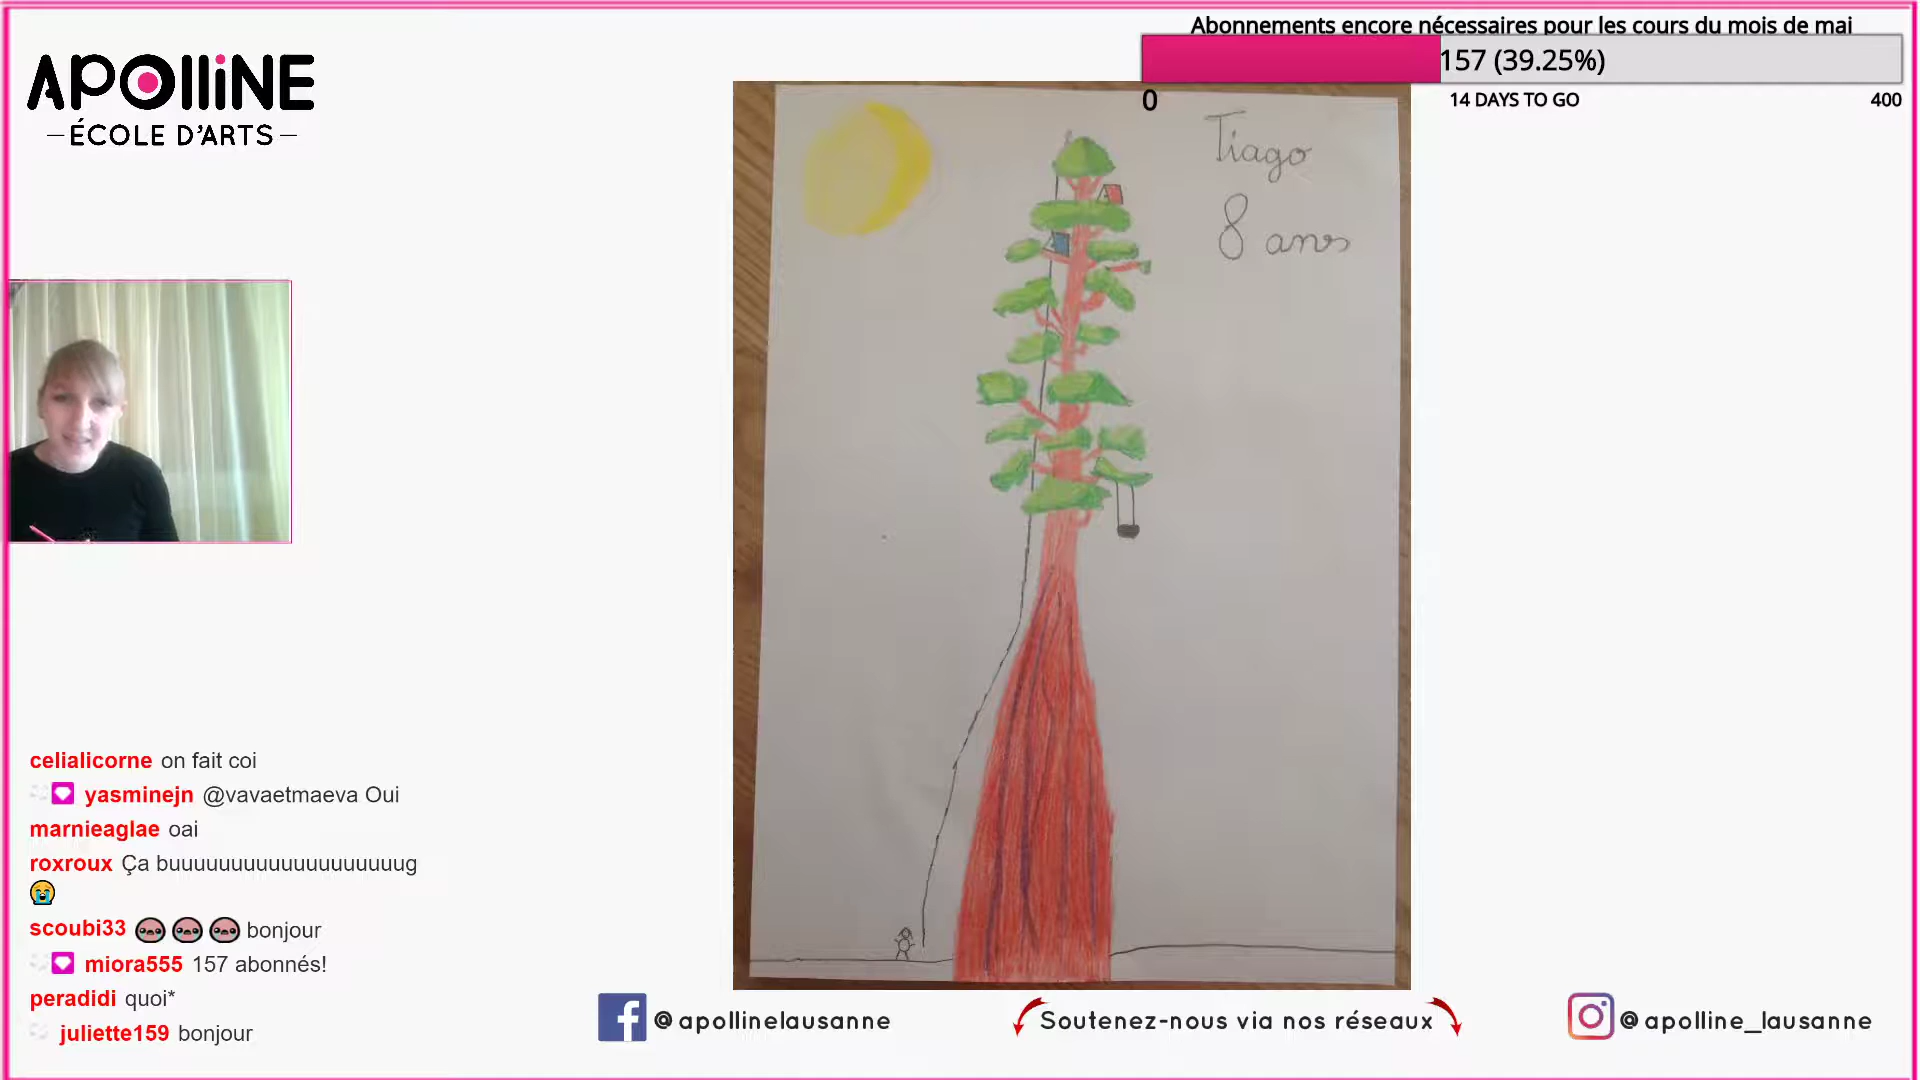 APOLLINE
ÉCOLE D'ARTS
Abonnements encore nécessaires pour les cours du mois de mai
157 (39.25%)
0
14 DAYS TO GO
400
Tiago
8 ans
celialicorne on fait coi
yasminejn @vavaetmaeva Oui
marnieaglae oai
roxroux Ça buuuuuuuuuuuuuuuuuug
scoubi33 bonjour
miora555 157 abonnés!
peradidi quoi*
juliette159 bonjour
@apollinelausanne
Soutenez-nous via nos réseaux
@apolline_lausanne